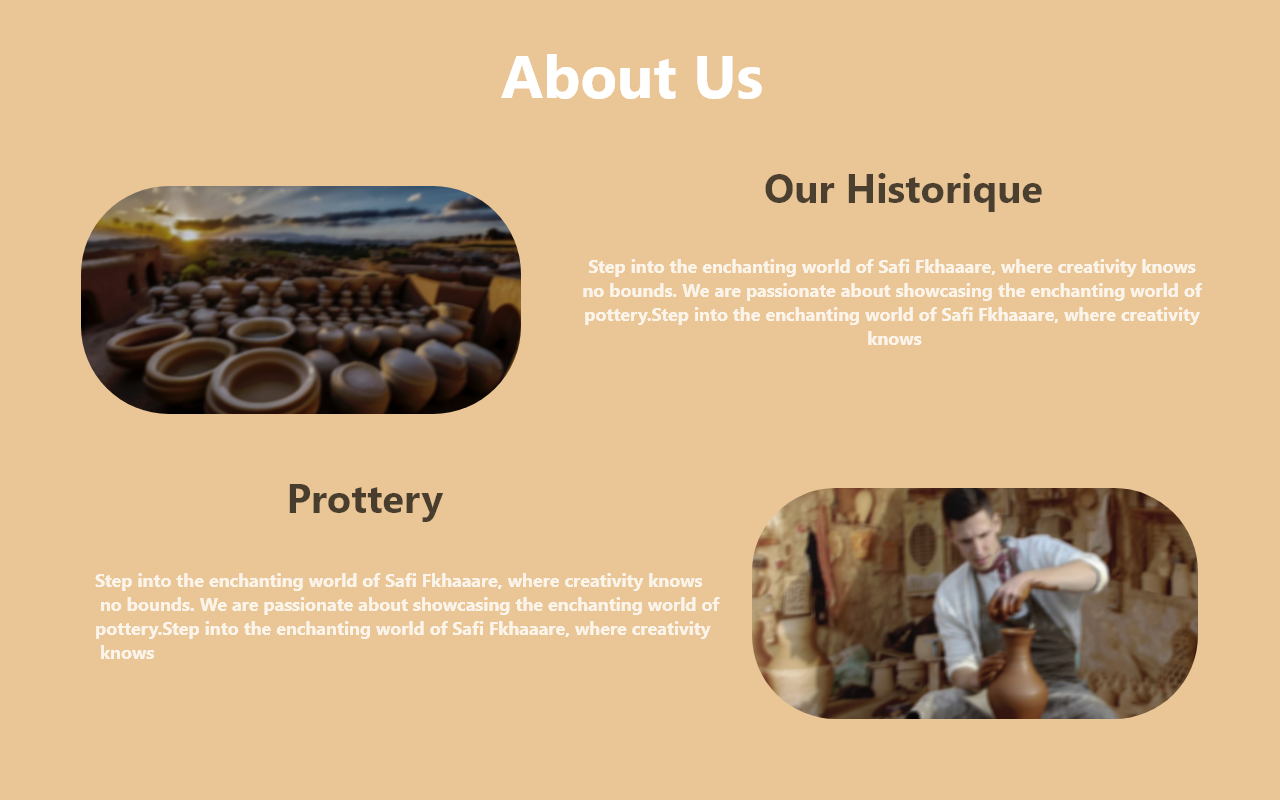 About Us
Our Historique
Step into the enchanting world of Safi Fkhaaare, where creativity knows
no bounds. We are passionate about showcasing the enchanting world of
pottery.Step into the enchanting world of Safi Fkhaaare, where creativity
knows
Prottery
Step into the enchanting world of Safi Fkhaaare, where creativity knows
no bounds. We are passionate about showcasing the enchanting world of
pottery.Step into the enchanting world of Safi Fkhaaare, where creativity
knows